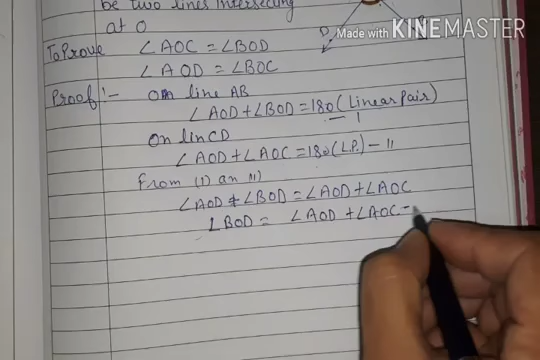 be two lines Intersecting
at O
To Prove ∠AOC = ∠BOD
∠AOD = ∠BOC
Proof:- On line AB
∠AOD + ∠BOD = 180 (Linear Pair)
— I
On lin CD
∠AOD + ∠AOC = 180 (L.P.) — II
From (I) an II)
∠AOD + ∠BOD = ∠AOD + ∠AOC
∠BOD = ∠AOD + ∠AOC -
D
Made with KINEMASTER